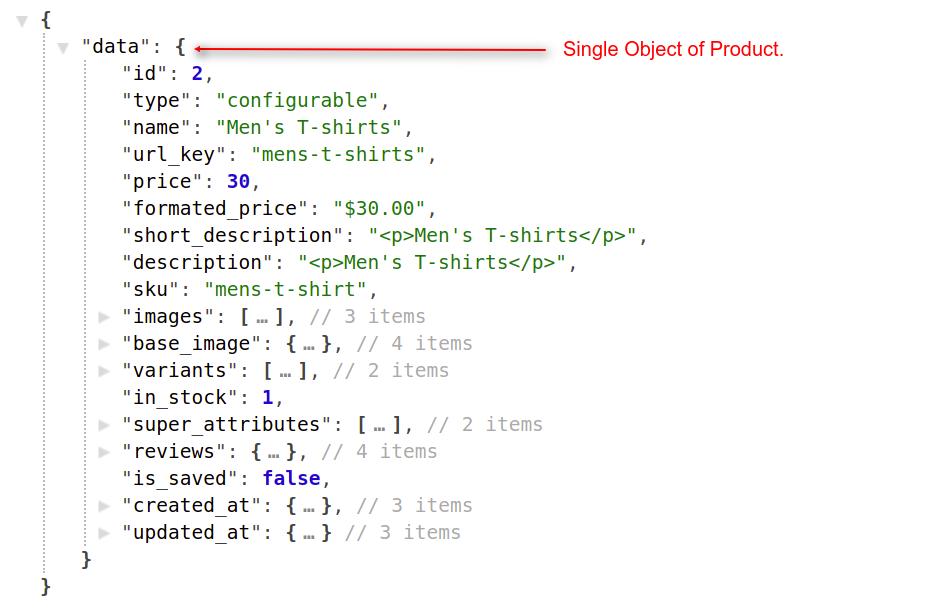 {
"data": { Single Object of Product.
"id": 2,
"type": "configurable",
"name": "Men's T-shirts",
"url_key": "mens-t-shirts",
"price": 30,
"formated_price": "$30.00",
"short_description": "<p>Men's T-shirts</p>",
"description": "<p>Men's T-shirts</p>",
"sku": "mens-t-shirt",
"images": [ … ], // 3 items
"base_image": { … }, // 4 items
"variants": [ … ], // 2 items
"in_stock": 1,
"super_attributes": [ … ], // 2 items
"reviews": { … }, // 4 items
"is_saved": false,
"created_at": { … }, // 3 items
"updated_at": { … } // 3 items
}
}